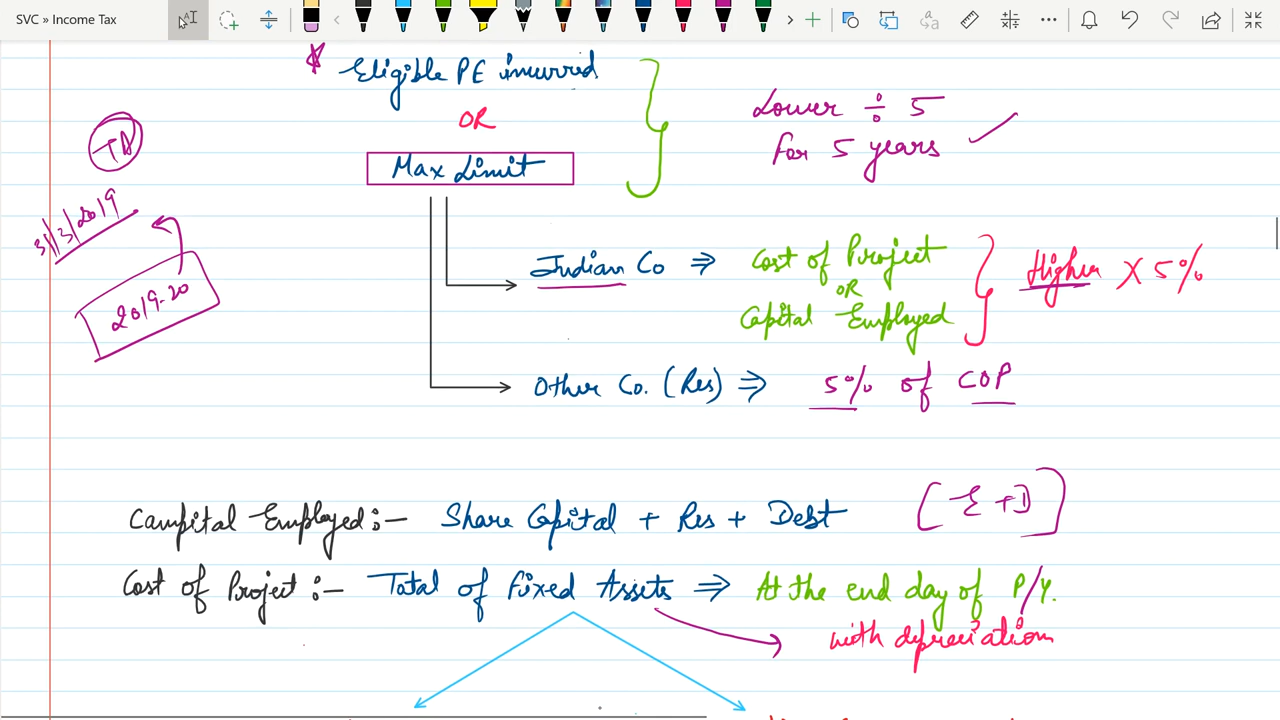 SVC » Income Tax
Eligible PE incurred
OR
Max Limit
Lower ÷ 5
for 5 years
TA
31/3/2019
2019-20
Indian Co ⇒ Cost of Project
OR
Capital Employed
Higher X 5%
Other Co. (Res) ⇒ 5% of COP
Campital Employed:- Share Capital + Res + Debt [E+D]
Cost of Project:- Total of Fixed Assets ⇒ At the end day of P/Y.
with depreciation